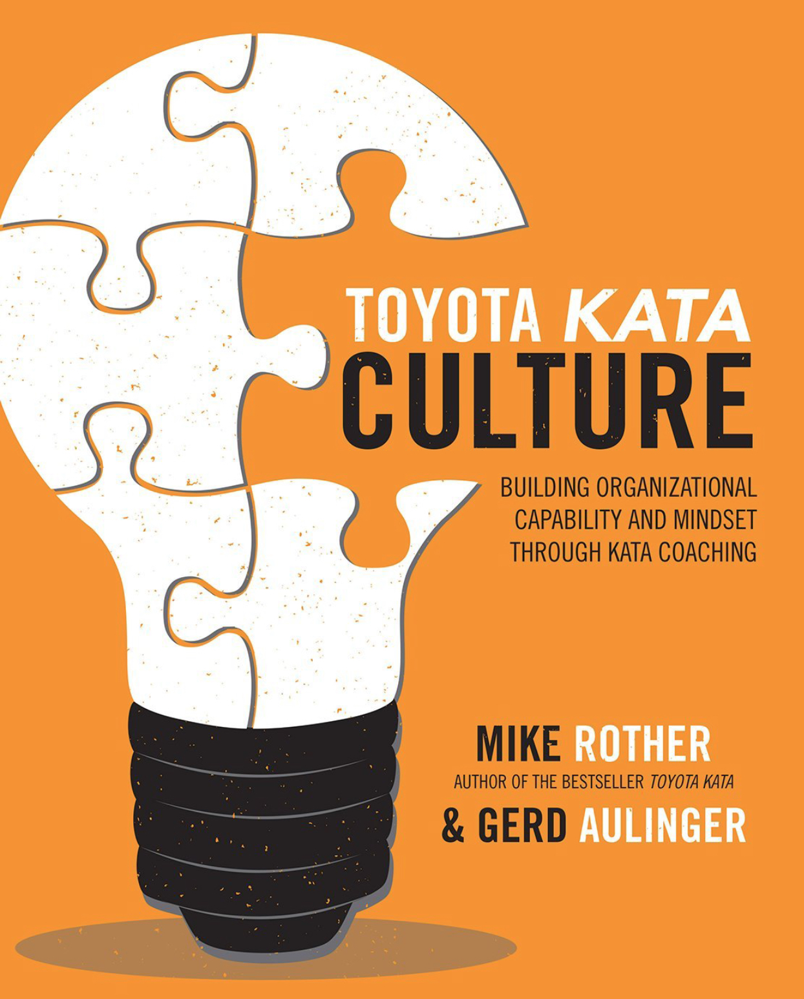 TOYOTA KATA
CULTURE
BUILDING ORGANIZATIONAL
CAPABILITY AND MINDSET
THROUGH KATA COACHING
MIKE ROTHER
AUTHOR OF THE BESTSELLER TOYOTA KATA
& GERD AULINGER